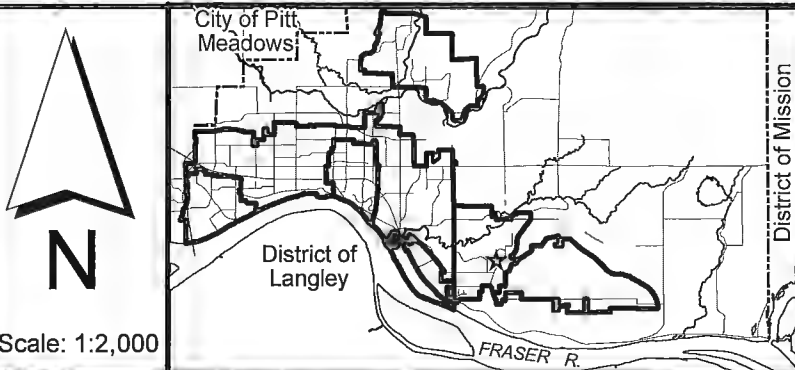 N
Scale: 1:2,000
City of Pitt
Meadows
District of
Langley
District of Mission
FRASER R.